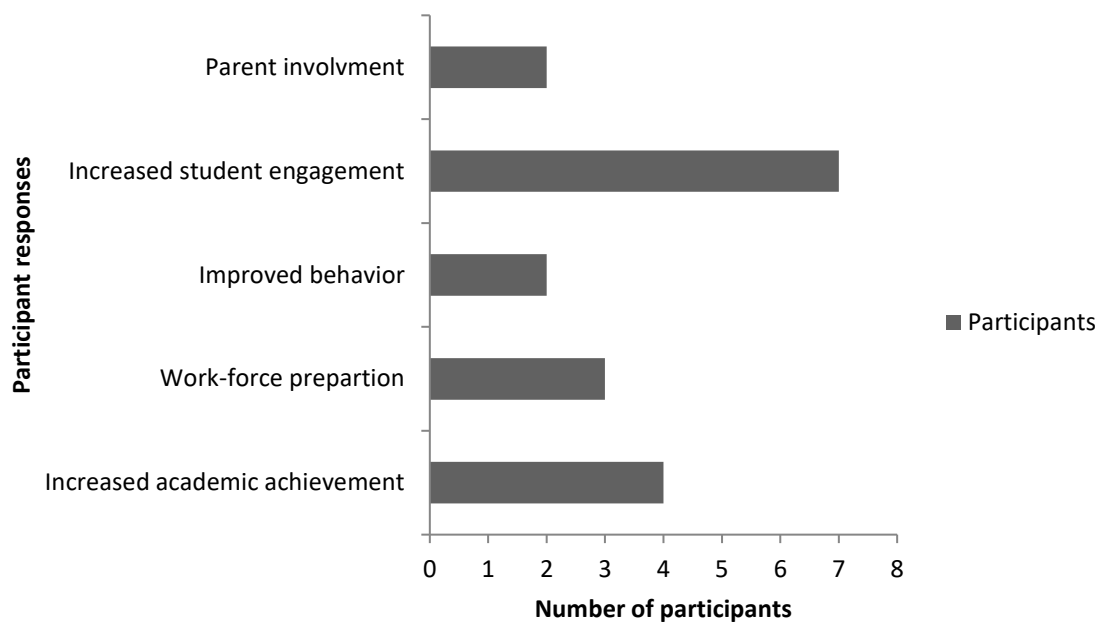 Participant responses
Parent involvment
Increased student engagement
Improved behavior
Work-force prepartion
Increased academic achievement
0 1 2 3 4 5 6 7 8
Number of participants
Participants